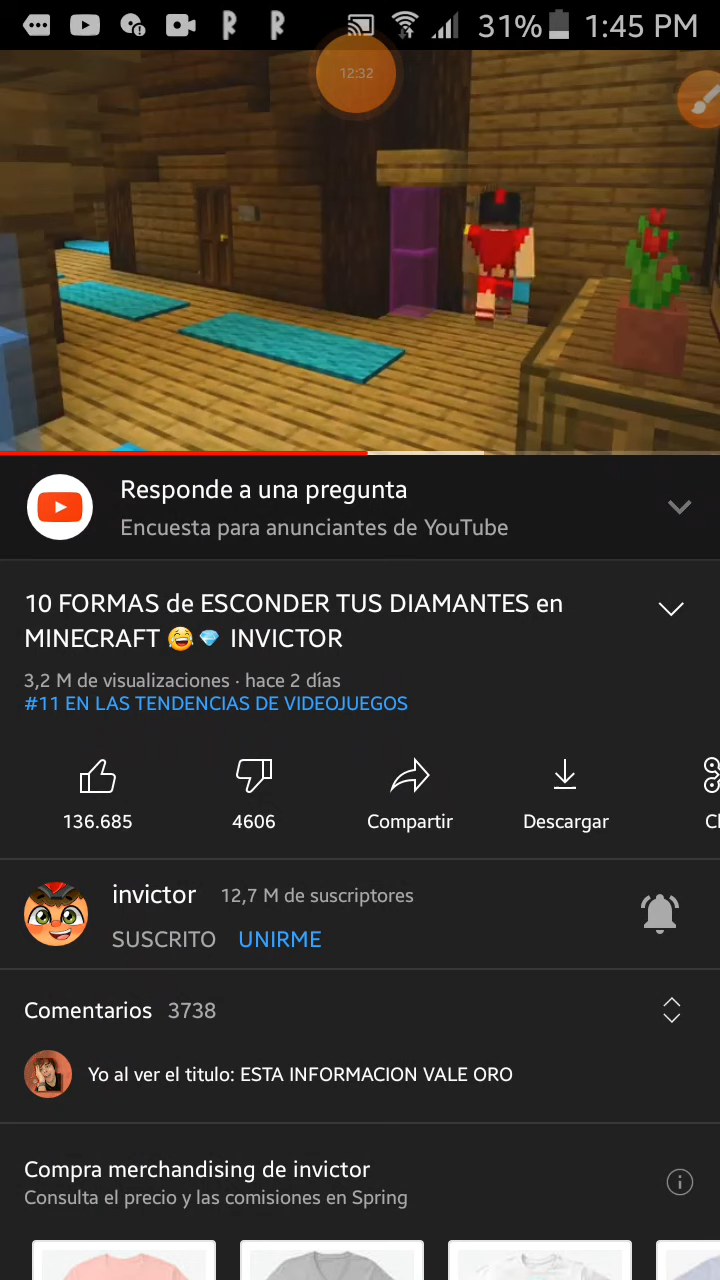 31% 1:45 PM
12:32
Responde a una pregunta
Encuesta para anunciantes de YouTube
10 FORMAS de ESCONDER TUS DIAMANTES en
MINECRAFT 😂💎 INVICTOR
3,2 M de visualizaciones · hace 2 días
#11 EN LAS TENDENCIAS DE VIDEOJUEGOS
136.685 4606 Compartir Descargar
invictor 12,7 M de suscriptores
SUSCRITO UNIRME
Comentarios 3738
Yo al ver el titulo: ESTA INFORMACION VALE ORO
Compra merchandising de invictor
Consulta el precio y las comisiones en Spring